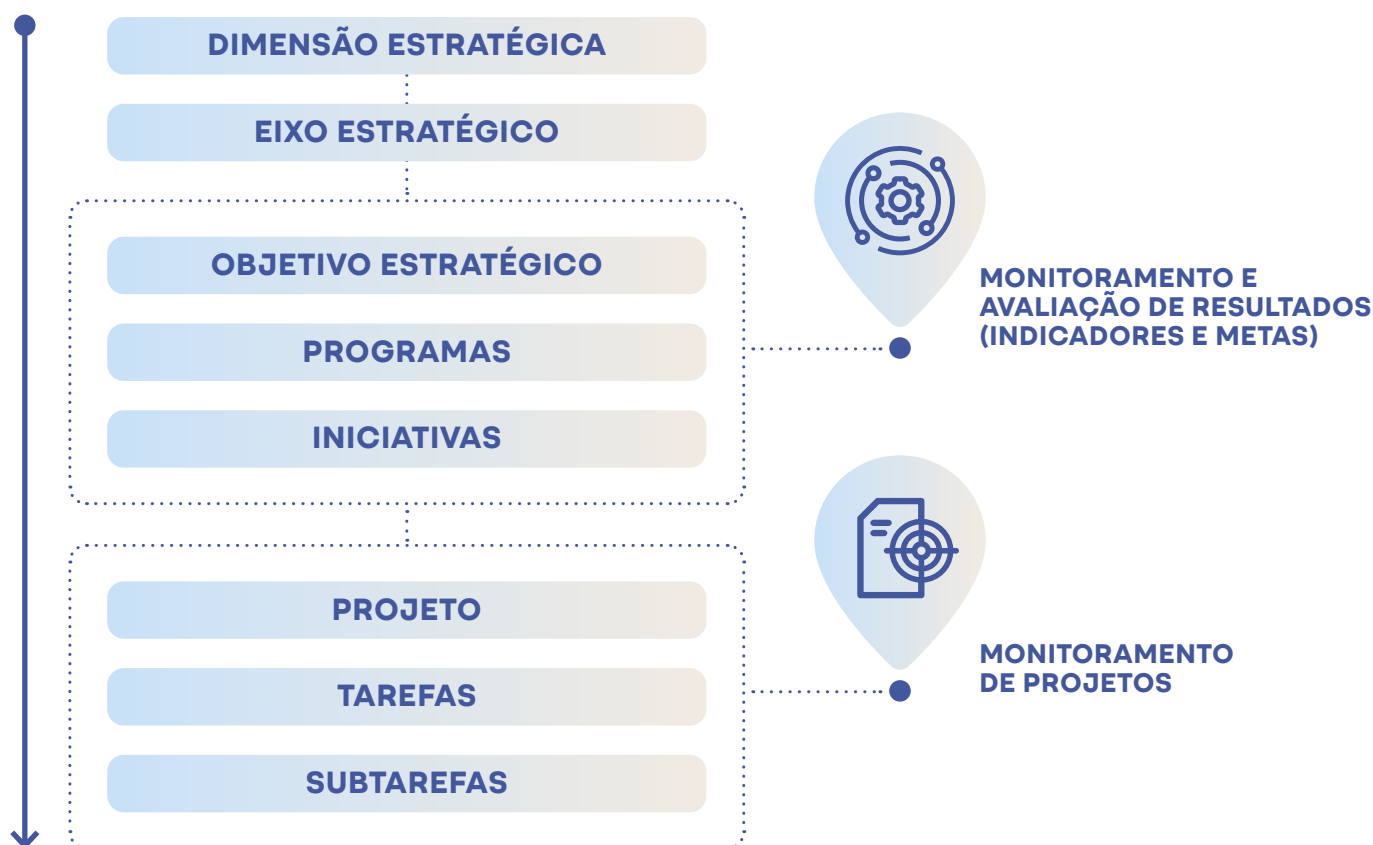 DIMENSÃO ESTRATÉGICA
EIXO ESTRATÉGICO
OBJETIVO ESTRATÉGICO
PROGRAMAS
INICIATIVAS
MONITORAMENTO E
AVALIAÇÃO DE RESULTADOS
(INDICADORES E METAS)
PROJETO
TAREFAS
SUBTAREFAS
MONITORAMENTO
DE PROJETOS